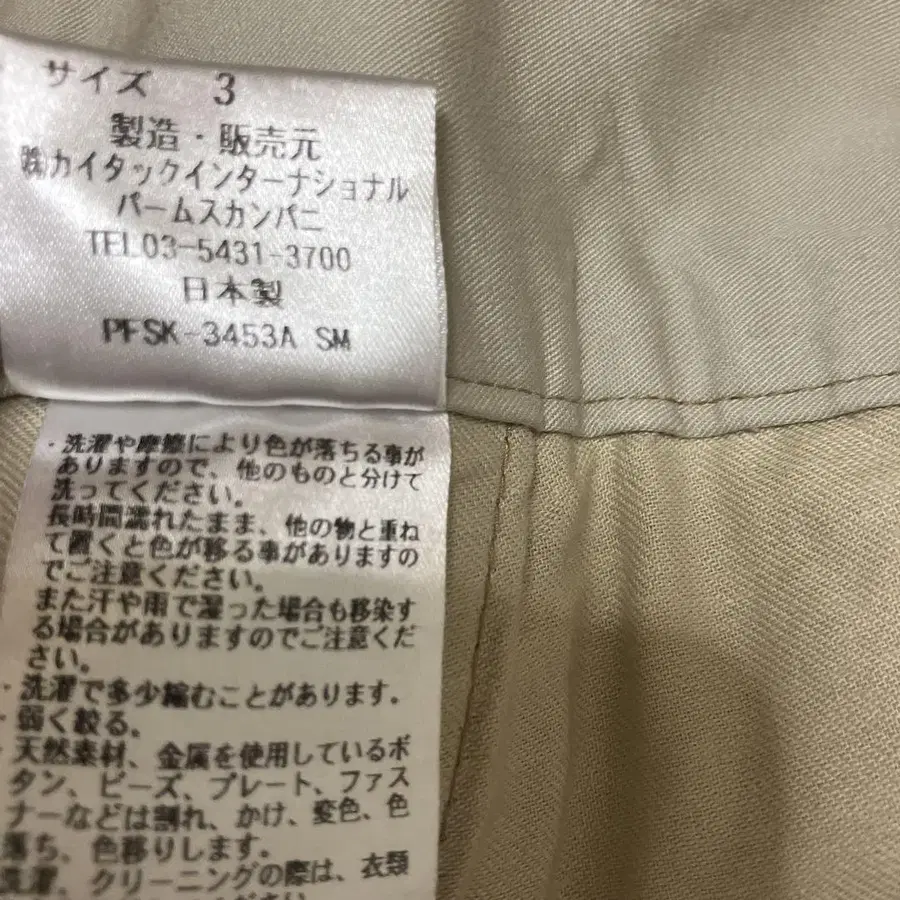 サイズ 3
製造・販売元
㈱カイタックインターナショナル
パームスカンパニ
TEL03-5431-3700
日本製
PFSK-3453A SM
・洗濯や摩擦により色が落ちる事が
ありますので、他のものと分けて
洗ってください。
長時間濡れたまま、他の物と重ね
て置くと色が移る事がありますの
でご注意ください。
また汗や雨で湿った場合も移染す
る場合がありますのでご注意くだ
さい。
・洗濯で多少縮むことがあります。
・弱く絞る。
・天然素材、金属を使用しているボ
タン、ビーズ、プレート、ファス
ナーなどは割れ、かけ、変色、色
落ち、色移りします。
洗濯、クリーニングの際は、衣類